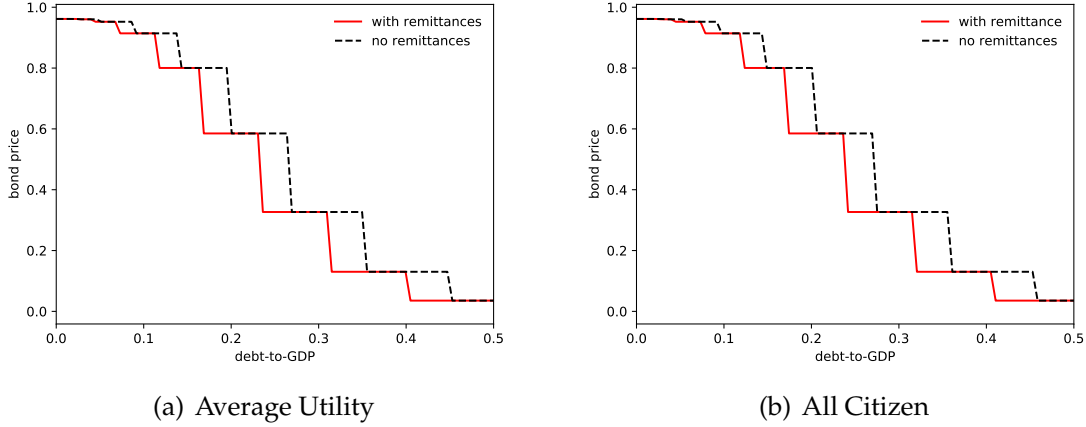 1.0
0.8
0.6
0.4
0.2
0.0
bond price
0.0 0.1 0.2 0.3 0.4 0.5
debt-to-GDP
with remittances
no remittances
(a) Average Utility
1.0
0.8
0.6
0.4
0.2
0.0
bond price
0.0 0.1 0.2 0.3 0.4 0.5
debt-to-GDP
with remittance
no remittances
(b) All Citizen